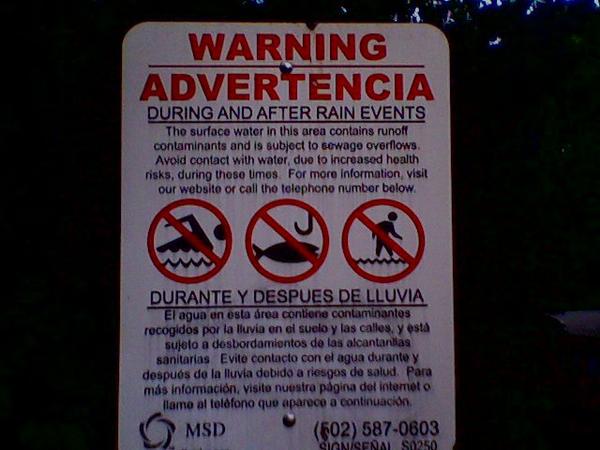 WARNING
ADVERTENCIA
DURING AND AFTER RAIN EVENTS
The surface water in this area contains runoff
contaminants and is subject to sewage overflows.
Avoid contact with water, due to increased health
risks, during these times. For more information, visit
our website or call the telephone number below.
DURANTE Y DESPUES DE LLUVIA
El agua en esta área contiene contaminantes
recogidos por la lluvia en el suelo y las calles, y está
sujeto a desbordamientos de las alcantarillas
sanitarias Evite contacto con el agua durante y
después de la lluvia debido a riesgos de salud. Para
más información, visite nuestra página del internet o
llame al teléfono que aparece a continuación.
MSD (502) 587-0603
SIGN/SEÑAL S0250